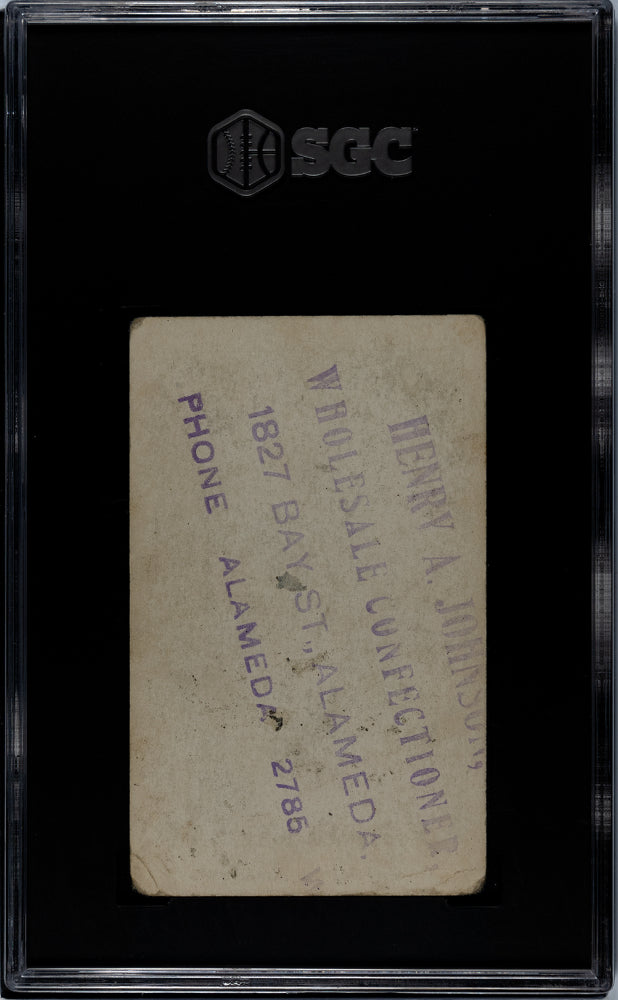 SGC
HENRY A. JOHNSON,
WHOLESALE CONFECTIONER,
1827 BAY ST., ALAMEDA.
PHONE ALAMEDA 2786